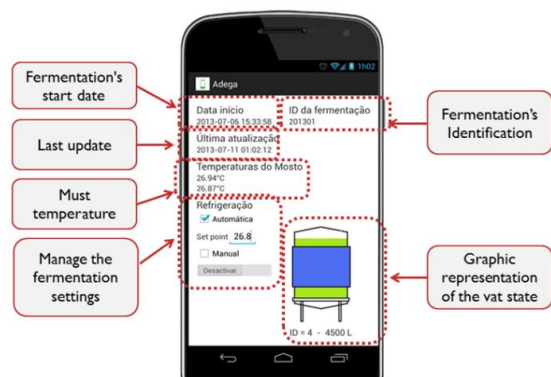 1h02
Adega
Fermentation's
start date
Data início
2013-07-06 15:33:58
ID da fermentação
201301
Fermentation's
Identification
Last update
Última atualização
2013-07-11 01:02:12
Must
temperature
Temperaturas do Mosto
26.94°C
26.87°C
Manage the
fermentation
settings
Refrigeração
Automática
Set point 26.8
Manual
Desactivar
Graphic
representation
of the vat state
ID = 4 - 4500 L